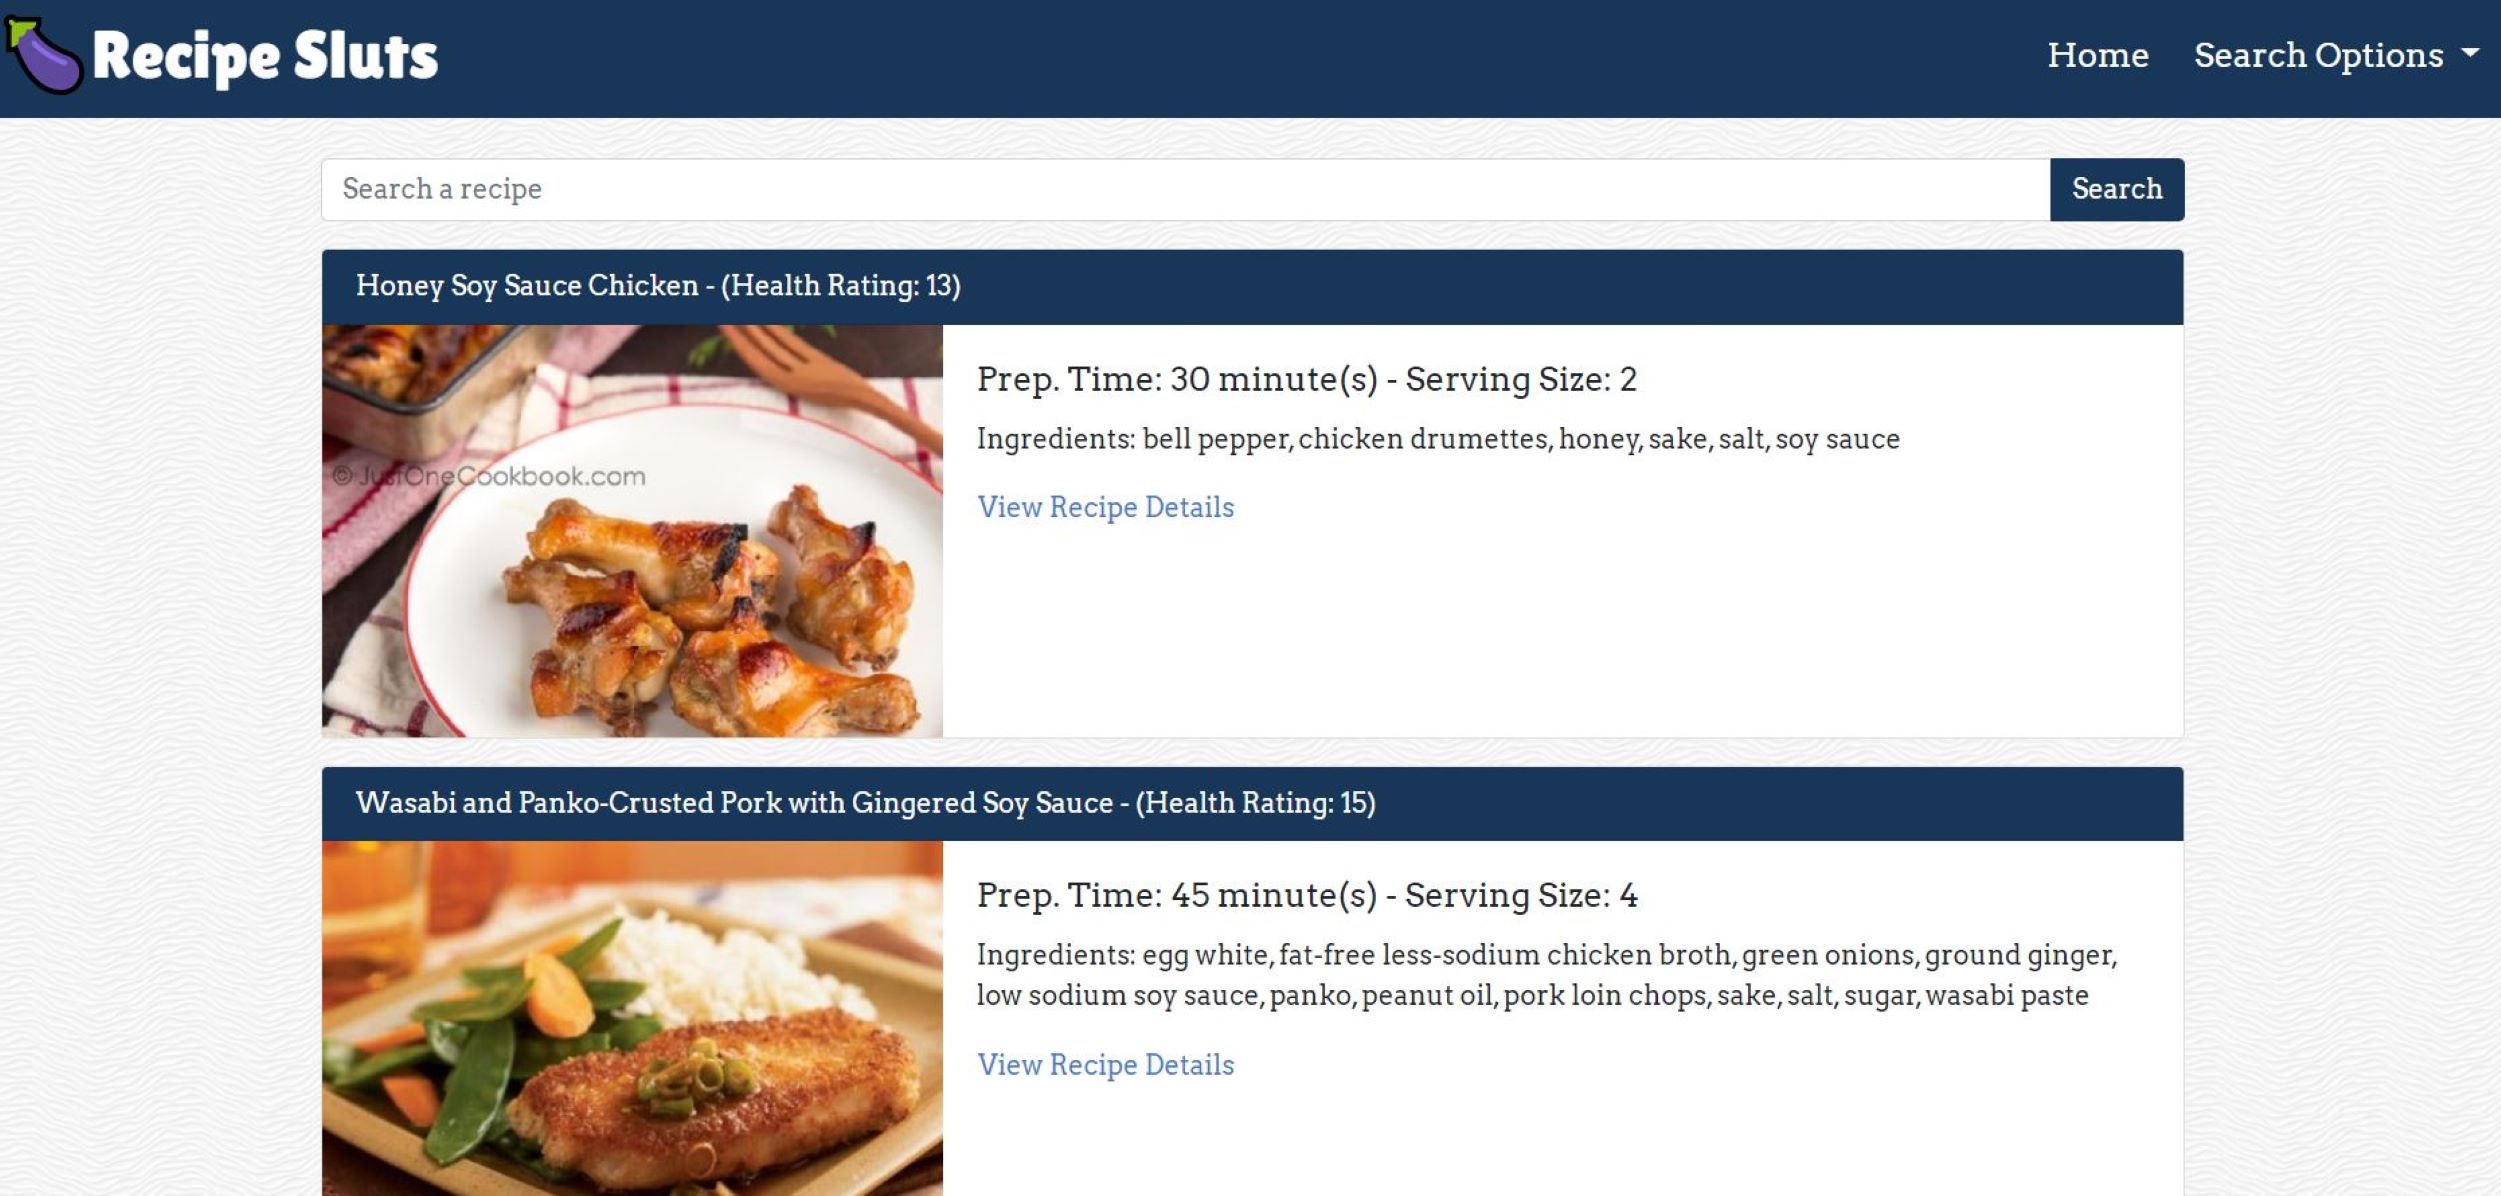 Recipe Sluts
Home
Search Options
Search a recipe
Search
Honey Soy Sauce Chicken - (Health Rating: 13)
© JustOneCookbook.com
Prep. Time: 30 minute(s) - Serving Size: 2
Ingredients: bell pepper, chicken drumettes, honey, sake, salt, soy sauce
View Recipe Details
Wasabi and Panko-Crusted Pork with Gingered Soy Sauce - (Health Rating: 15)
Prep. Time: 45 minute(s) - Serving Size: 4
Ingredients: egg white, fat-free less-sodium chicken broth, green onions, ground ginger,
low sodium soy sauce, panko, peanut oil, pork loin chops, sake, salt, sugar, wasabi paste
View Recipe Details